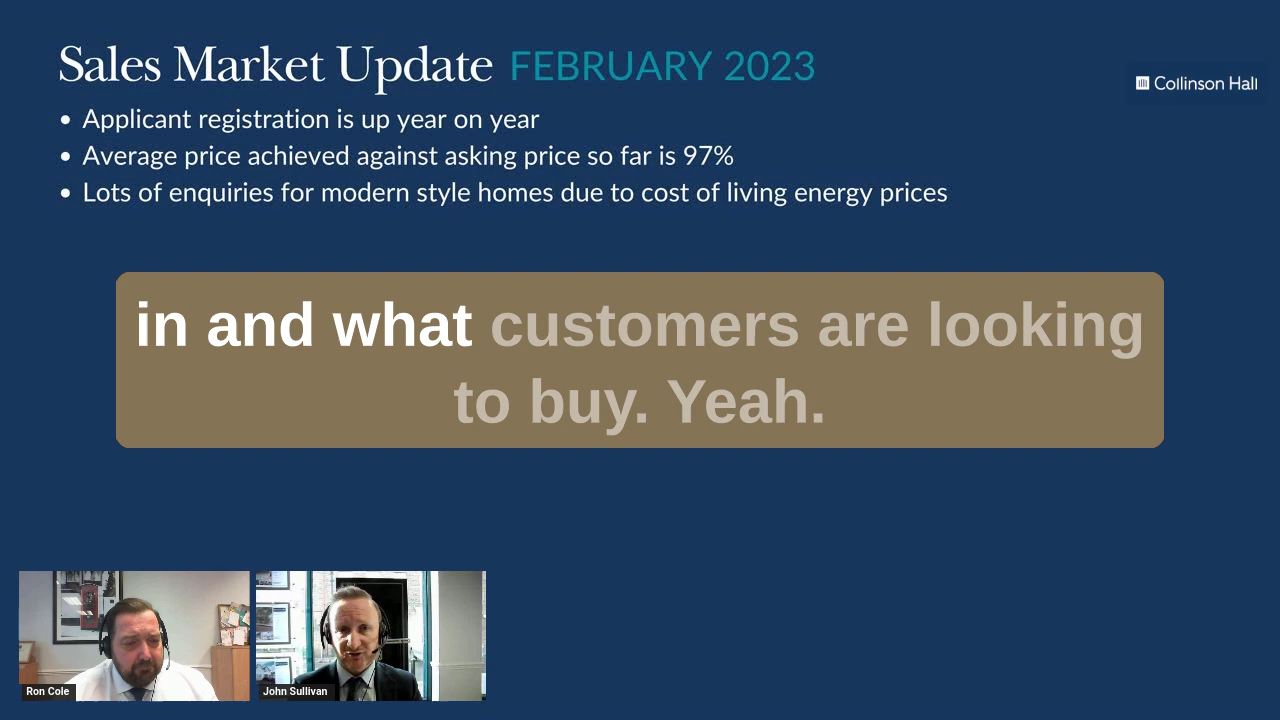 Sales Market Update FEBRUARY 2023
Collinson Hall
• Applicant registration is up year on year
• Average price achieved against asking price so far is 97%
• Lots of enquiries for modern style homes due to cost of living energy prices
in and what customers are looking
to buy. Yeah.
Ron Cole
John Sullivan